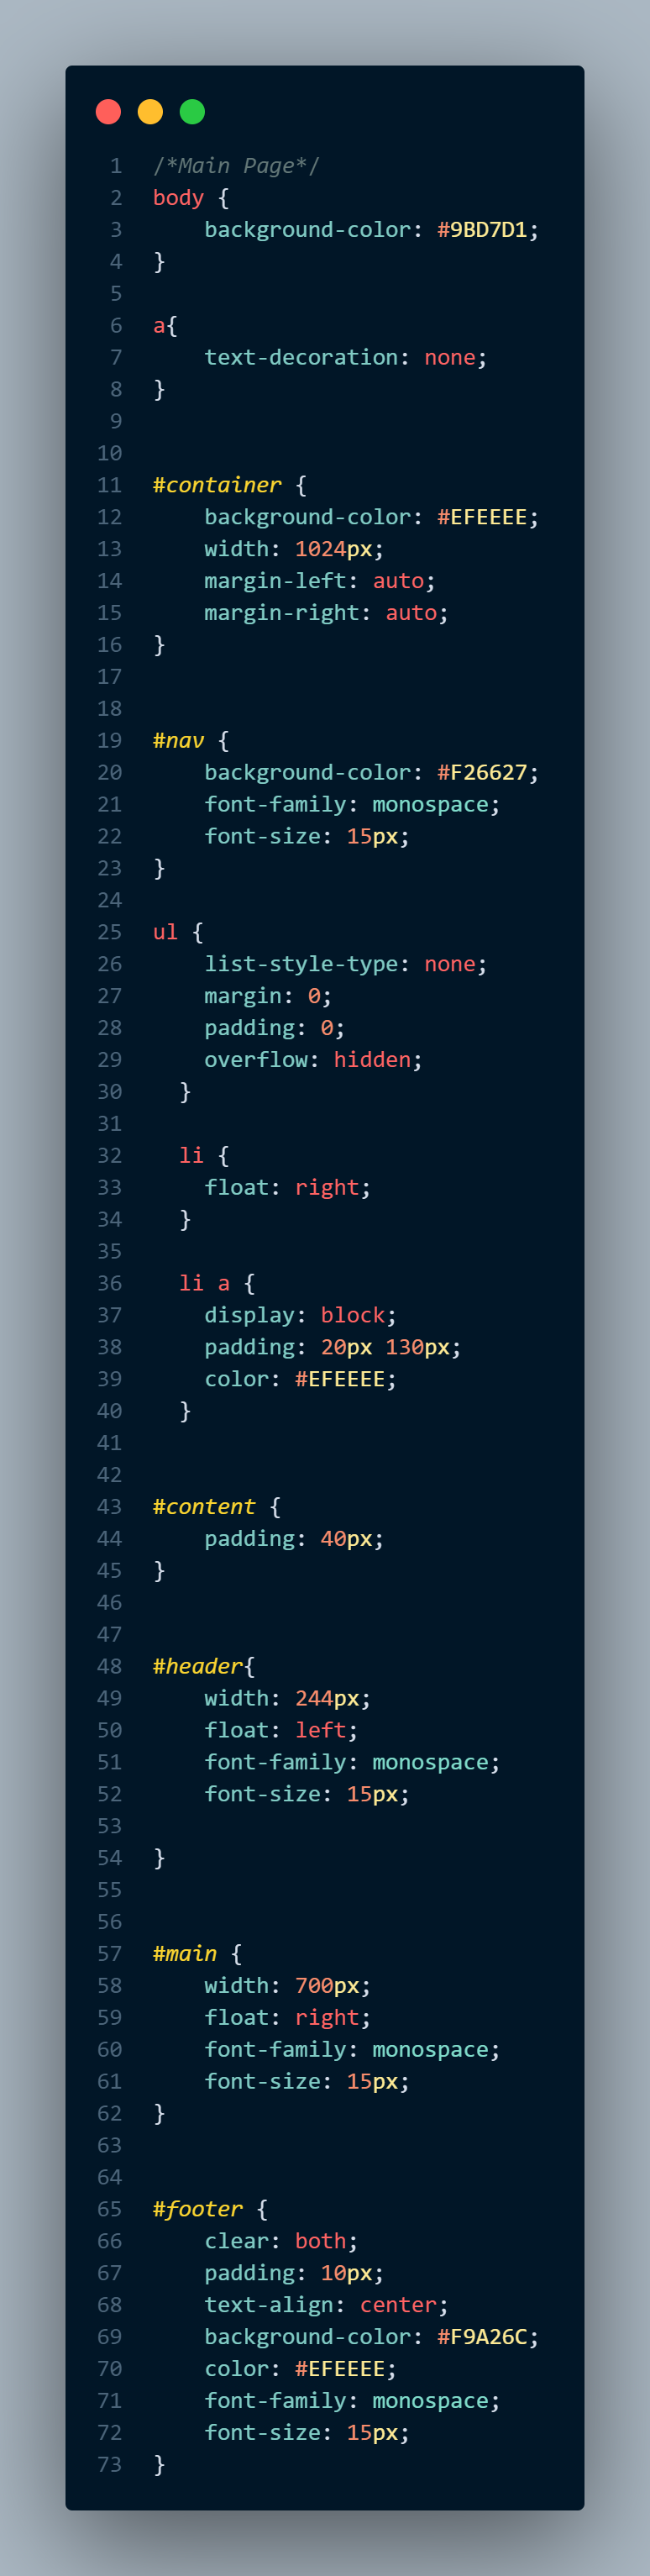 1 /*Main Page*/
2 body {
3     background-color: #9BD7D1;
4 }
5
6 a{
7     text-decoration: none;
8 }
9
10
11 #container {
12     background-color: #EFEEEE;
13     width: 1024px;
14     margin-left: auto;
15     margin-right: auto;
16 }
17
18
19 #nav {
20     background-color: #F26627;
21     font-family: monospace;
22     font-size: 15px;
23 }
24
25 ul {
26     list-style-type: none;
27     margin: 0;
28     padding: 0;
29     overflow: hidden;
30   }
31
32   li {
33     float: right;
34   }
35
36   li a {
37     display: block;
38     padding: 20px 130px;
39     color: #EFEEEE;
40   }
41
42
43 #content {
44     padding: 40px;
45 }
46
47
48 #header{
49     width: 244px;
50     float: left;
51     font-family: monospace;
52     font-size: 15px;
53
54 }
55
56
57 #main {
58     width: 700px;
59     float: right;
60     font-family: monospace;
61     font-size: 15px;
62 }
63
64
65 #footer {
66     clear: both;
67     padding: 10px;
68     text-align: center;
69     background-color: #F9A26C;
70     color: #EFEEEE;
71     font-family: monospace;
72     font-size: 15px;
73 }